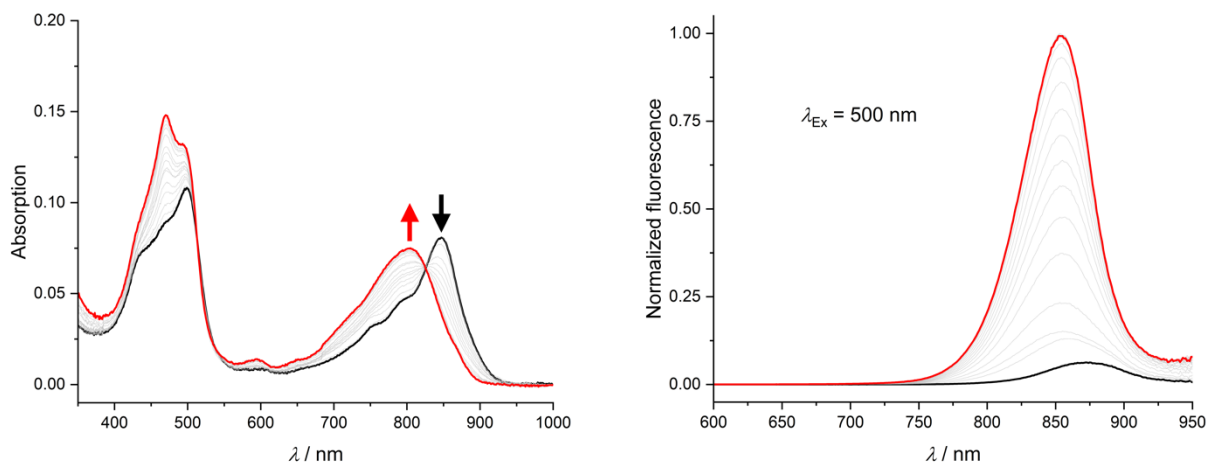 0.20
0.15
0.10
0.05
0.00
Absorption
400 500 600 700 800 900 1000
λ / nm
1.00
0.75
0.50
0.25
0.00
Normalized fluorescence
λEx = 500 nm
600 650 700 750 800 850 900 950
λ / nm